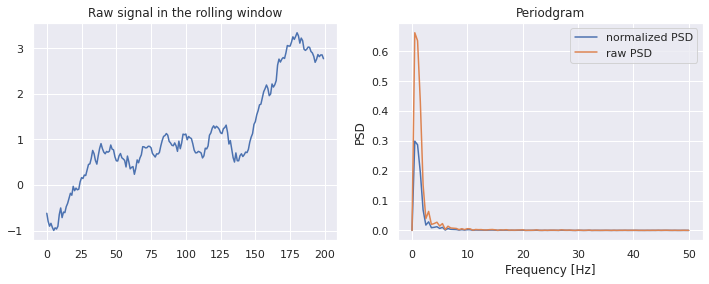 Raw signal in the rolling window
3
2
1
0
−1
0 25 50 75 100 125 150 175 200
Periodgram
normalized PSD
raw PSD
PSD
0.6
0.5
0.4
0.3
0.2
0.1
0.0
0 10 20 30 40 50
Frequency [Hz]